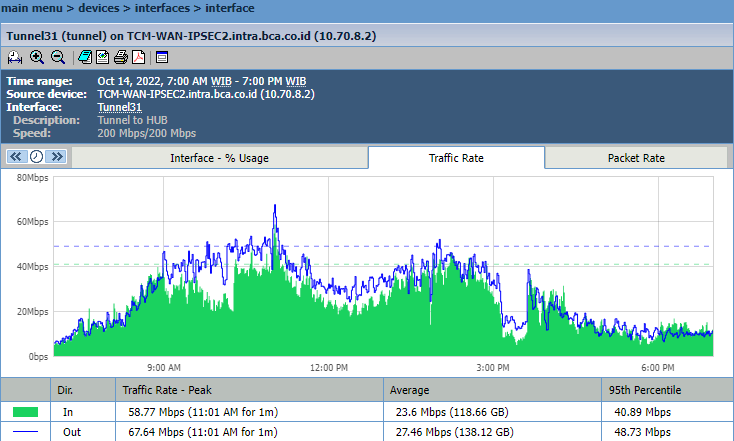 main menu > devices > interfaces > interface
Tunnel31 (tunnel) on TCM-WAN-IPSEC2.intra.bca.co.id (10.70.8.2)
Time range: Oct 14, 2022, 7:00 AM WIB - 7:00 PM WIB
Source device: TCM-WAN-IPSEC2.intra.bca.co.id (10.70.8.2)
Interface: Tunnel31
Description: Tunnel to HUB
Speed: 200 Mbps/200 Mbps
Interface - % Usage Traffic Rate Packet Rate
80Mbps
60Mbps
40Mbps
20Mbps
0bps
9:00 AM 12:00 PM 3:00 PM 6:00 PM
Dir. Traffic Rate - Peak Average 95th Percentile
In 58.77 Mbps (11:01 AM for 1m) 23.6 Mbps (118.66 GB) 40.89 Mbps
Out 67.64 Mbps (11:01 AM for 1m) 27.46 Mbps (138.12 GB) 48.73 Mbps